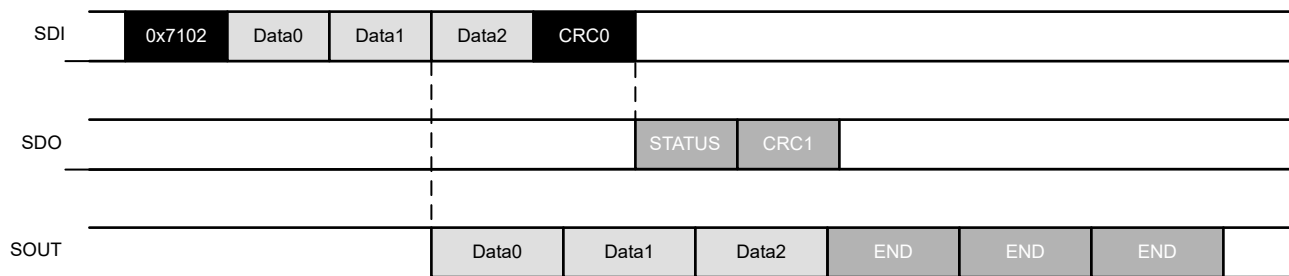 SDI 0x7102 Data0 Data1 Data2 CRC0
SDO STATUS CRC1
SOUT Data0 Data1 Data2 END END END